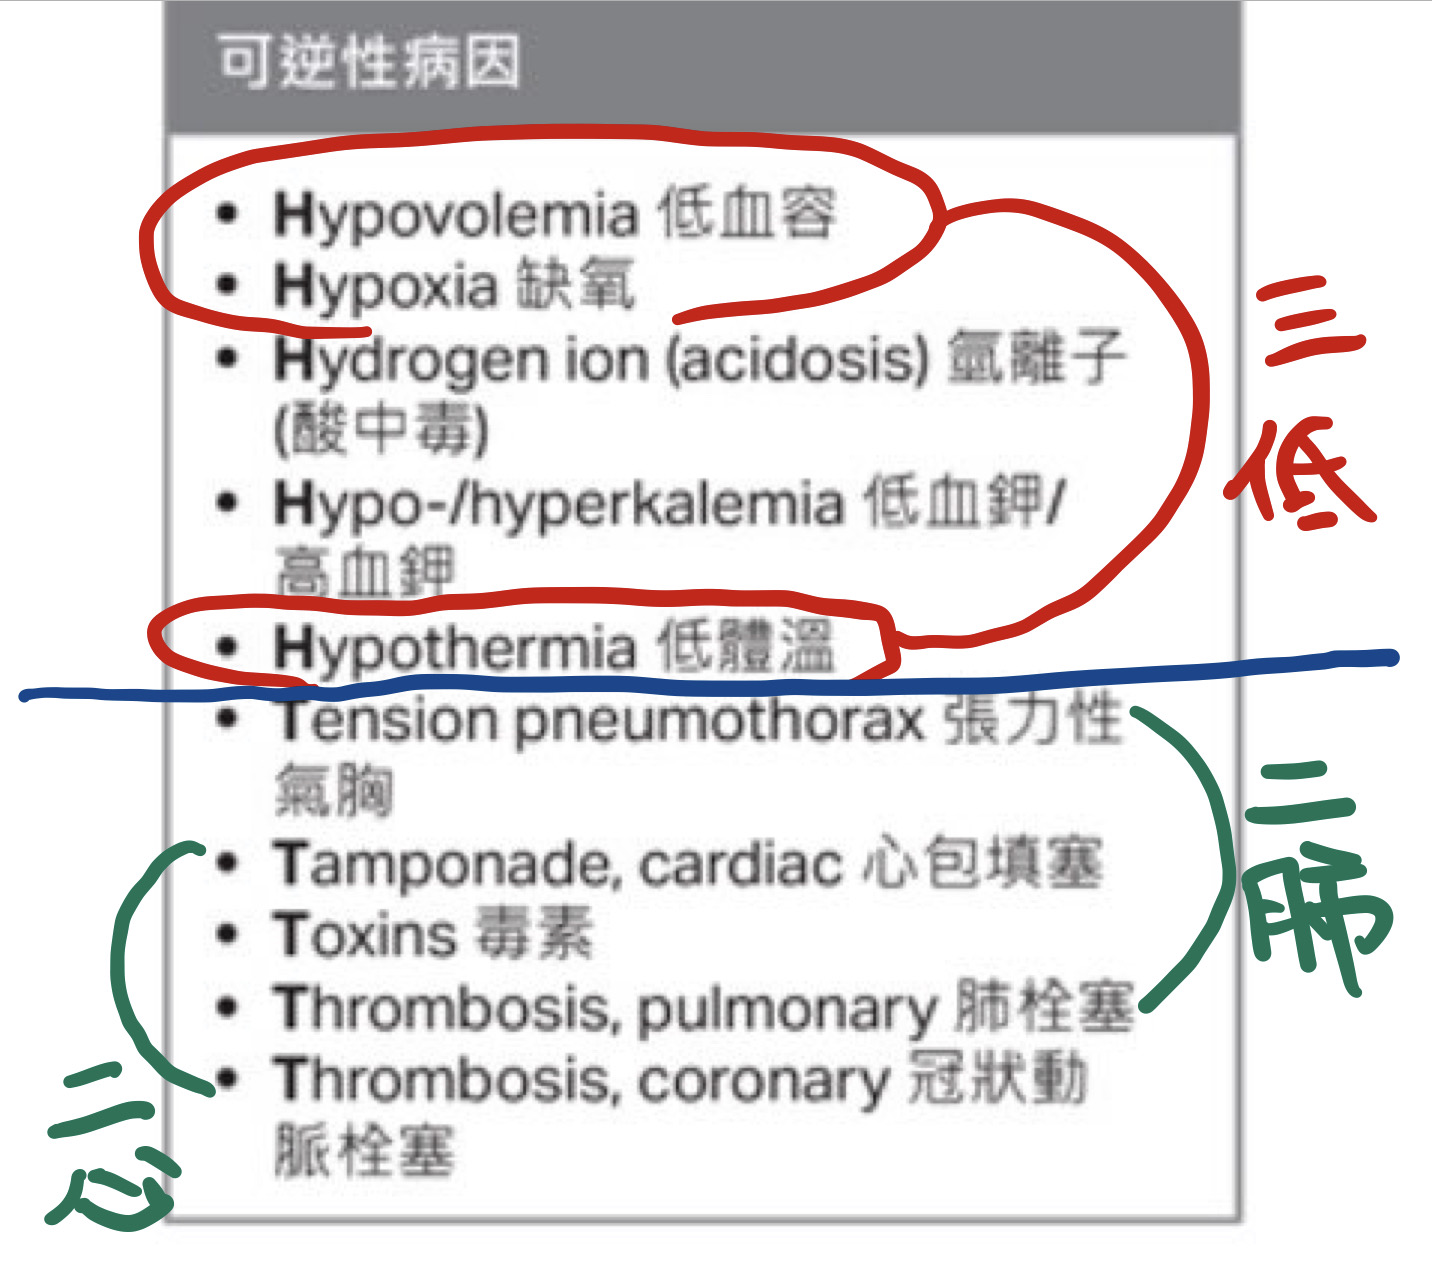 可逆性病因
• Hypovolemia 低血容
• Hypoxia 缺氧
• Hydrogen ion (acidosis) 氫離子
(酸中毒)
• Hypo-/hyperkalemia 低血鉀/
高血鉀
• Hypothermia 低體溫
• Tension pneumothorax 張力性
氣胸
• Tamponade, cardiac 心包填塞
• Toxins 毒素
• Thrombosis, pulmonary 肺栓塞
• Thrombosis, coronary 冠狀動
脈栓塞
三
低
二
肺
二
心